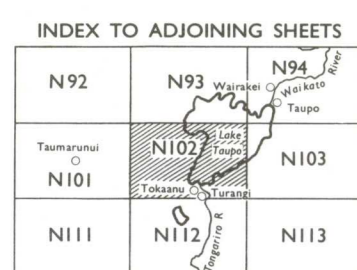 INDEX TO ADJOINING SHEETS
N92
N93
N94
Wairakei
Waikato River
Taupo
Taumarunui
N101
N102
Lake
Taupo
N103
Tokaanu
Turangi
N111
N112
Tongariro R
N113